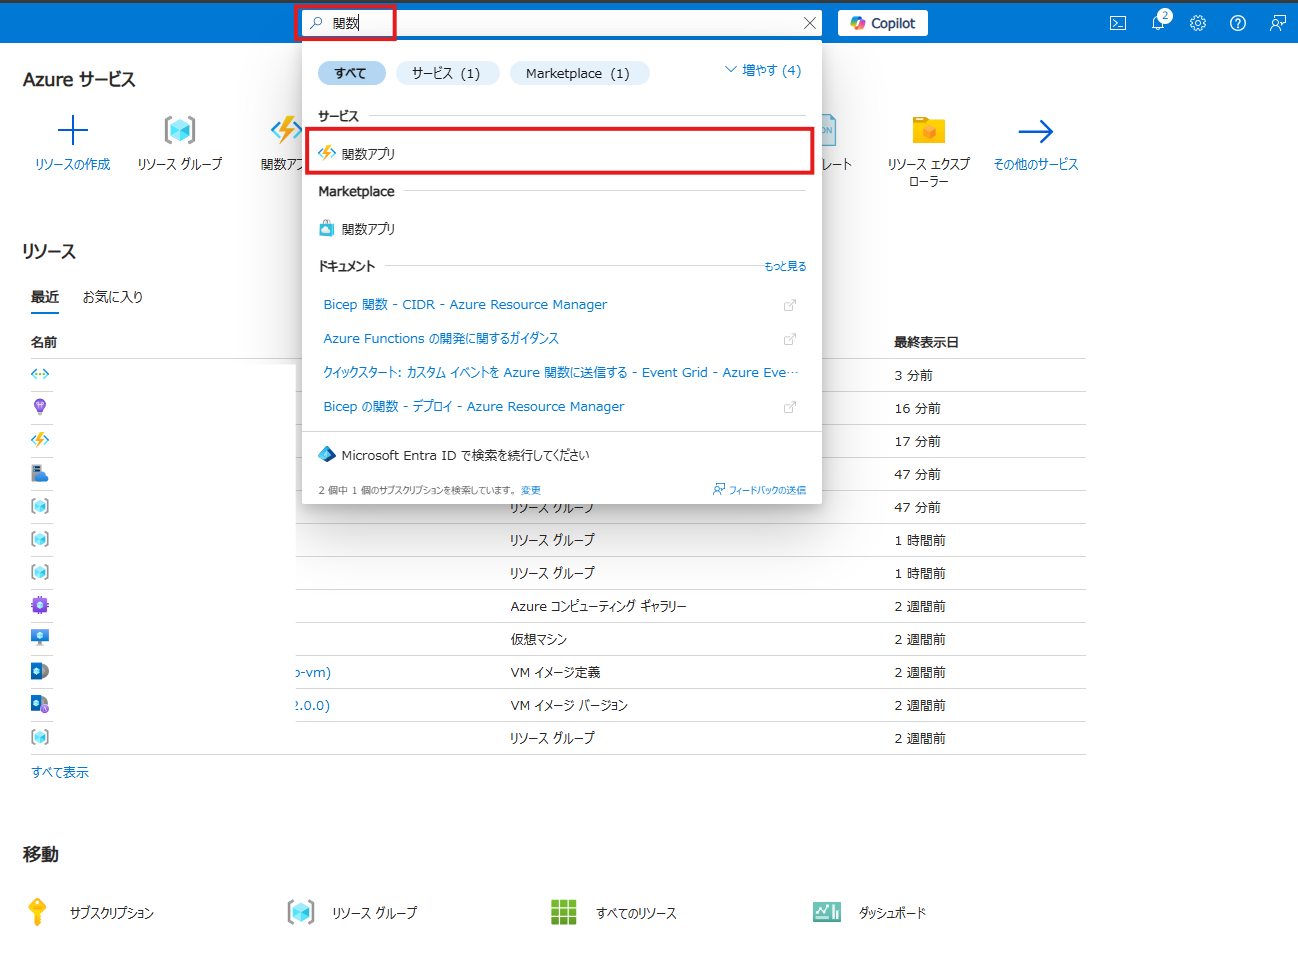 関数
Copilot
2
Azure サービス
すべて
サービス (1)
Marketplace (1)
増やす (4)
サービス
関数アプリ
Marketplace
関数アプリ
ドキュメント
もっと見る
Bicep 関数 - CIDR - Azure Resource Manager
Azure Functions の開発に関するガイダンス
クイックスタート: カスタム イベントを Azure 関数に送信する - Event Grid - Azure Eve…
Bicep の関数 - デプロイ - Azure Resource Manager
Microsoft Entra ID で検索を続行してください
2 個中 1 個のサブスクリプションを検索しています。 変更
フィードバックの送信
リソースの作成
リソース グループ
関数ア
レート
リソース エクスプ
ローラー
その他のサービス
リソース
最近
お気に入り
名前
最終表示日
3 分前
16 分前
17 分前
47 分前
リソース グループ
47 分前
リソース グループ
1 時間前
リソース グループ
1 時間前
Azure コンピューティング ギャラリー
2 週間前
仮想マシン
2 週間前
-vm)
VM イメージ定義
2 週間前
2.0.0)
VM イメージ バージョン
2 週間前
リソース グループ
2 週間前
すべて表示
移動
サブスクリプション
リソース グループ
すべてのリソース
ダッシュボード